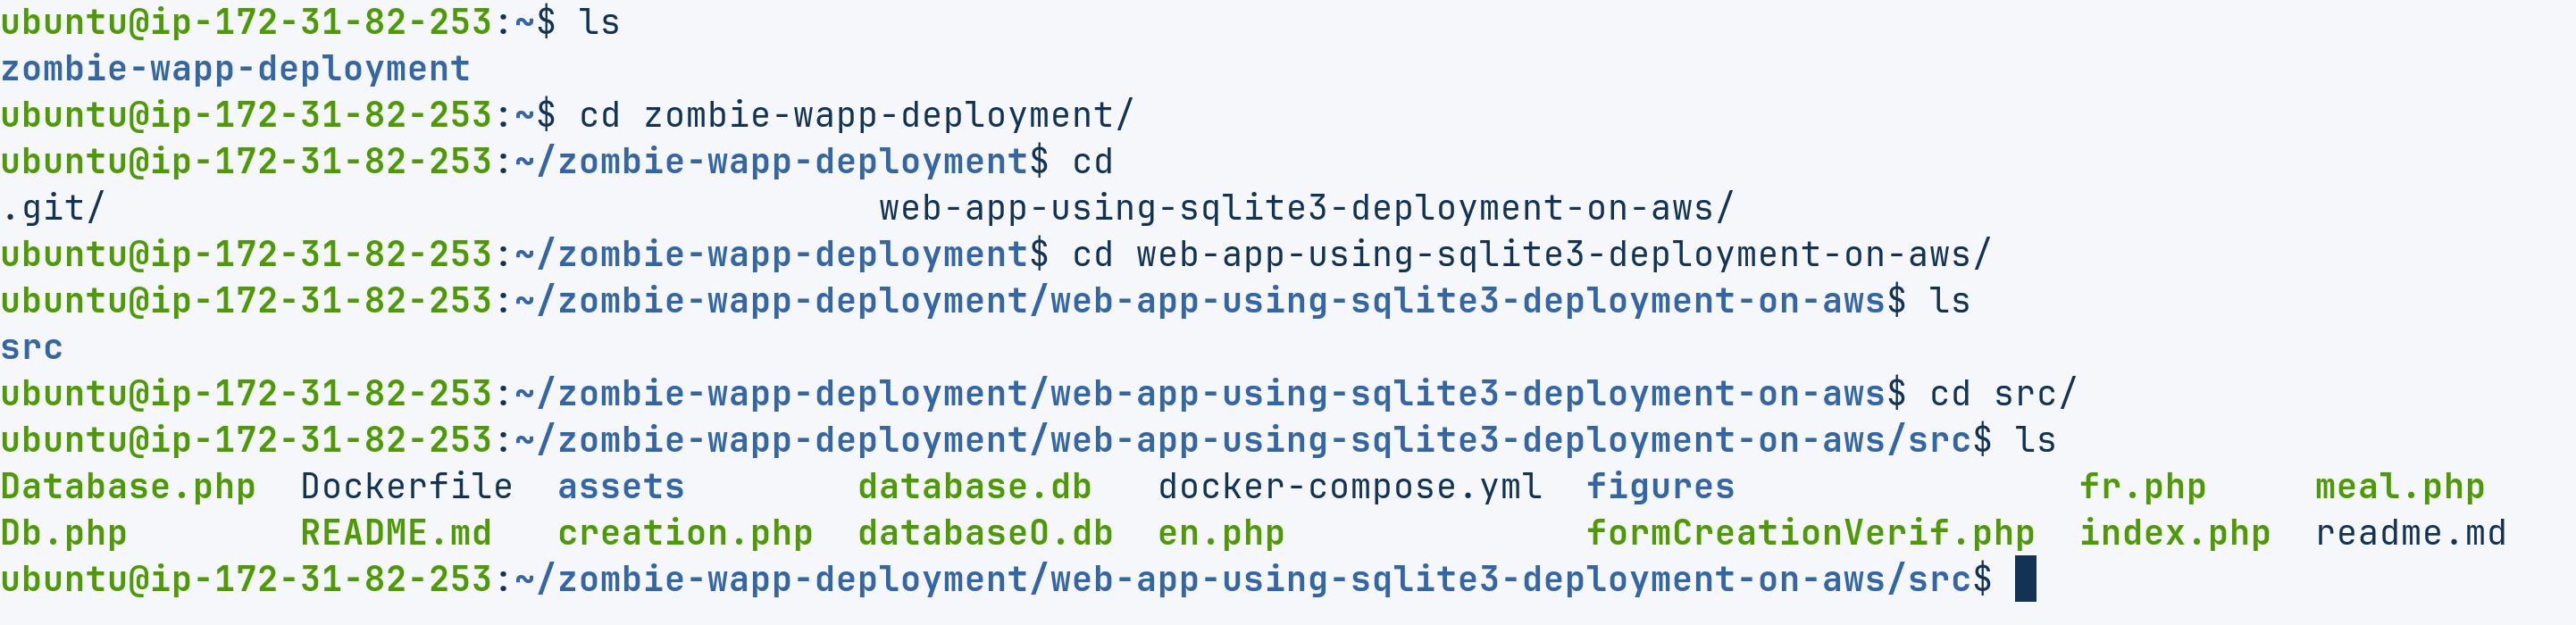 ubuntu@ip-172-31-82-253:~$ ls
zombie-wapp-deployment
ubuntu@ip-172-31-82-253:~$ cd zombie-wapp-deployment/
ubuntu@ip-172-31-82-253:~/zombie-wapp-deployment$ cd
.git/                                    web-app-using-sqlite3-deployment-on-aws/
ubuntu@ip-172-31-82-253:~/zombie-wapp-deployment$ cd web-app-using-sqlite3-deployment-on-aws/
ubuntu@ip-172-31-82-253:~/zombie-wapp-deployment/web-app-using-sqlite3-deployment-on-aws$ ls
src
ubuntu@ip-172-31-82-253:~/zombie-wapp-deployment/web-app-using-sqlite3-deployment-on-aws$ cd src/
ubuntu@ip-172-31-82-253:~/zombie-wapp-deployment/web-app-using-sqlite3-deployment-on-aws/src$ ls
Database.php  Dockerfile  assets        database.db   docker-compose.yml  figures                fr.php     meal.php
Db.php        README.md   creation.php  databaseO.db  en.php              formCreationVerif.php  index.php  readme.md
ubuntu@ip-172-31-82-253:~/zombie-wapp-deployment/web-app-using-sqlite3-deployment-on-aws/src$